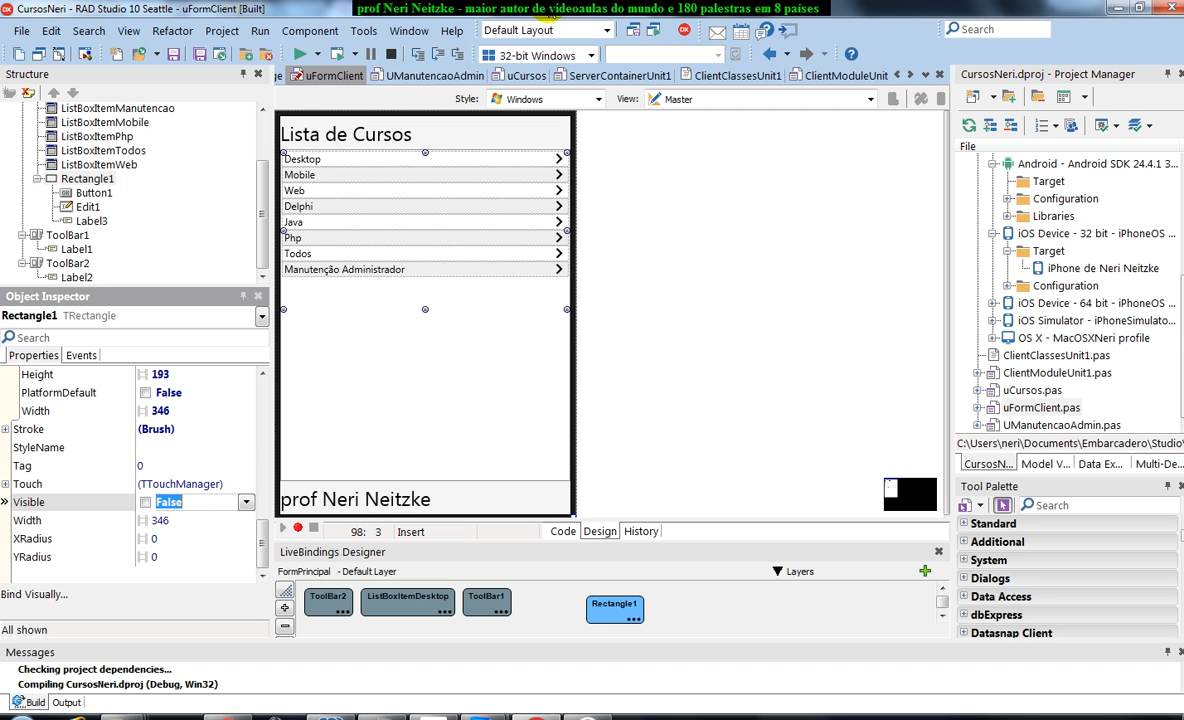 CursosNeri - RAD Studio 10 Seattle - uFormClient [Built]
prof Neri Neitzke - maior autor de videoaulas do mundo e 180 palestras em 8 países
File Edit Search View Refactor Project Run Component Tools Window Help
Default Layout
DX
Search
32-bit Windows
Structure
uFormClient
UManutencaoAdmin
uCursos
ServerContainerUnit1
ClientClassesUnit1
ClientModuleUnit
CursosNeri.dproj - Project Manager
Style: Windows
View: Master
ListBoxItemManutencao
ListBoxItemMobile
ListBoxItemPhp
ListBoxItemTodos
ListBoxItemWeb
Rectangle1
Button1
Edit1
Label3
ToolBar1
Label1
ToolBar2
Label2
Lista de Cursos
Desktop
Mobile
Web
Delphi
Java
Php
Todos
Manutenção Administrador
prof Neri Neitzke
File
Android - Android SDK 24.4.1 3...
Target
Configuration
Libraries
iOS Device - 32 bit - iPhoneOS ...
Target
iPhone de Neri Neitzke
Configuration
iOS Device - 64 bit - iPhoneOS ...
iOS Simulator - iPhoneSimulato...
OS X - MacOSXNeri profile
ClientClassesUnit1.pas
ClientModuleUnit1.pas
uCursos.pas
uFormClient.pas
UManutencaoAdmin.pas
C:\Users\neri\Documents\Embarcadero\Studio\
CursosN... Model V... Data Ex... Multi-De...
Object Inspector
Rectangle1 TRectangle
Search
Properties Events
Height 193
PlatformDefault False
Width 346
Stroke (Brush)
StyleName
Tag 0
Touch (TTouchManager)
Visible False
Width 346
XRadius 0
YRadius 0
Bind Visually...
All shown
98: 3 Insert
Code Design History
LiveBindings Designer
FormPrincipal - Default Layer
Layers
ToolBar2
ListBoxItemDesktop
ToolBar1
Rectangle1
Tool Palette
Search
Standard
Additional
System
Dialogs
Data Access
dbExpress
Datasnap Client
Messages
Checking project dependencies...
Compiling CursosNeri.dproj (Debug, Win32)
Build Output